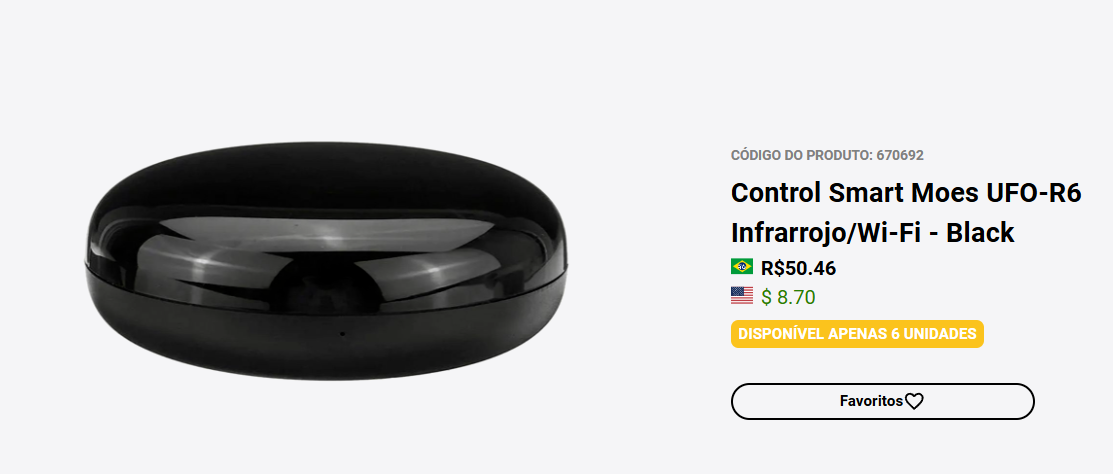 CÓDIGO DO PRODUTO: 670692
Control Smart Moes UFO-R6
Infrarrojo/Wi-Fi - Black
R$50.46
$ 8.70
DISPONÍVEL APENAS 6 UNIDADES
Favoritos